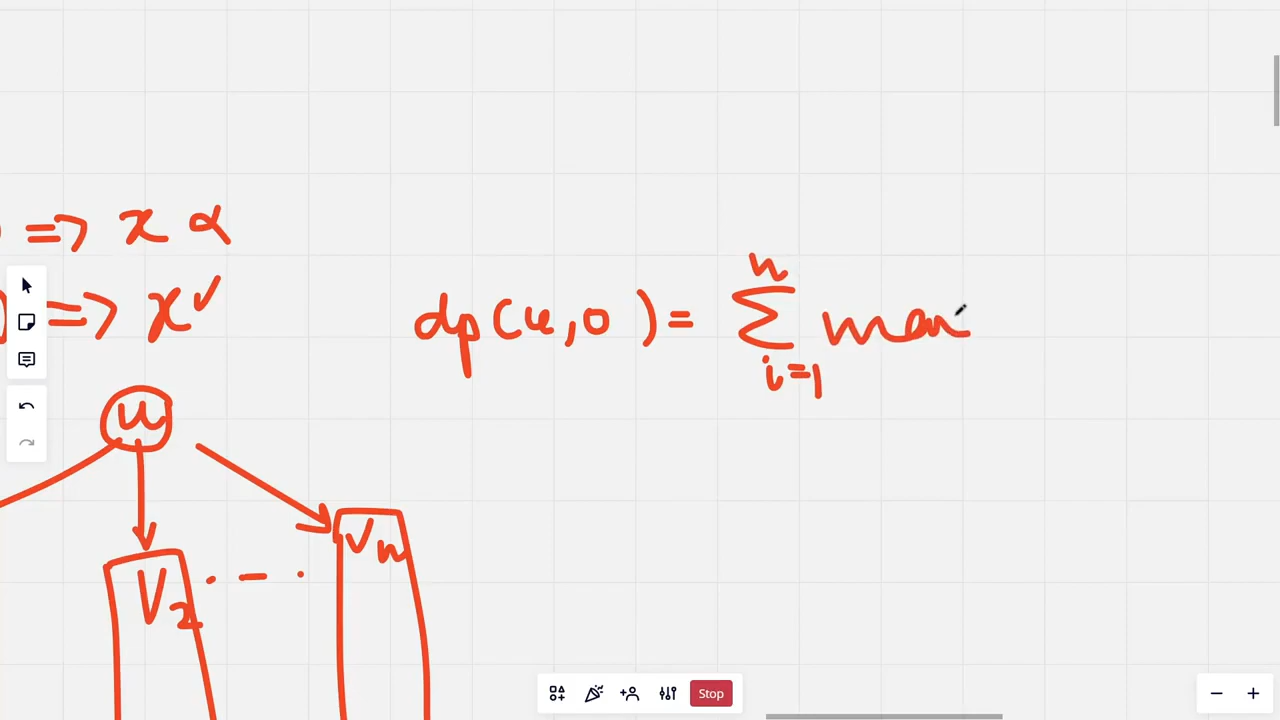 ) => x α
) => x ✓
dp(u,0) = ∑ max
n
i=1
u
V2 . - .
Vn
Stop